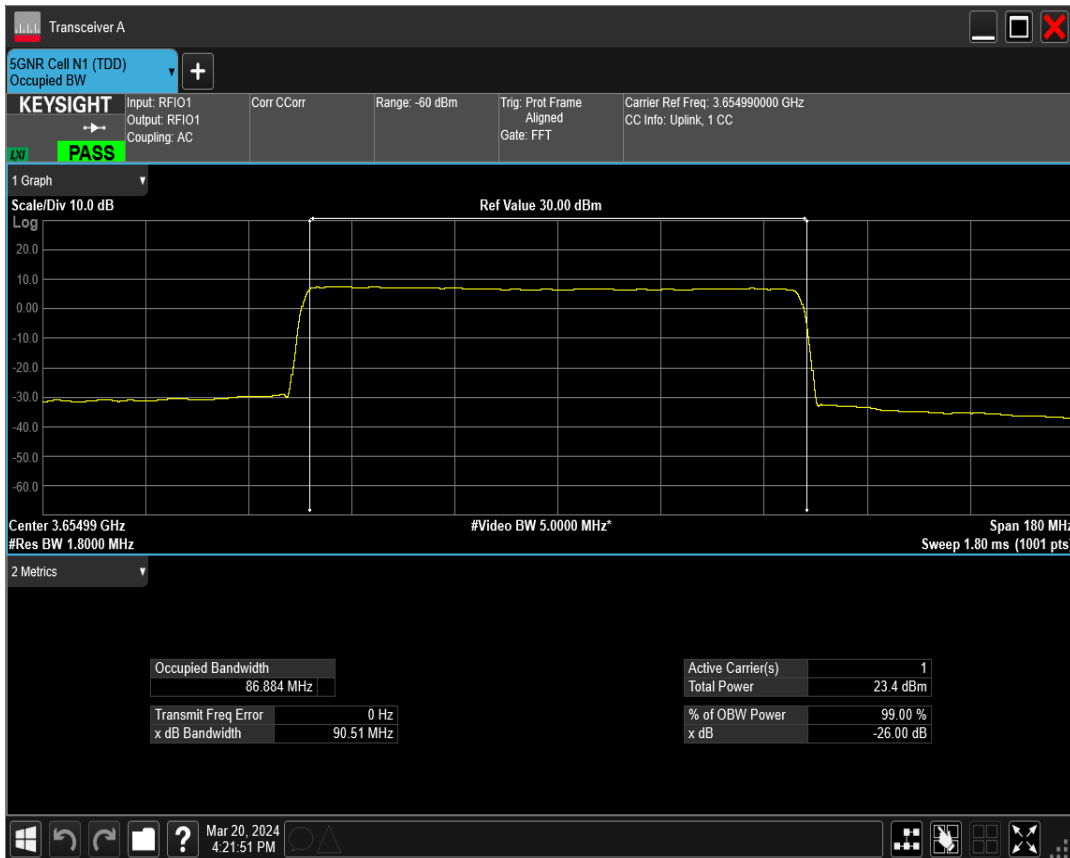 Transceiver A
5GNR Cell N1 (TDD)
Occupied BW
+
KEYSIGHT
LXI
PASS
Input: RFIO1
Output: RFIO1
Coupling: AC
Corr CCorr
Range: -60 dBm
Trig: Prot Frame
Aligned
Gate: FFT
Carrier Ref Freq: 3.654990000 GHz
CC Info: Uplink, 1 CC
1 Graph
Scale/Div 10.0 dB
Ref Value 30.00 dBm
Log
20.0
10.0
0.00
-10.0
-20.0
-30.0
-40.0
-50.0
-60.0
Center 3.65499 GHz
#Video BW 5.0000 MHz*
Span 180 MHz
#Res BW 1.8000 MHz
Sweep 1.80 ms (1001 pts)
2 Metrics
Occupied Bandwidth
86.884 MHz
Transmit Freq Error 0 Hz
x dB Bandwidth 90.51 MHz
Active Carrier(s) 1
Total Power 23.4 dBm
% of OBW Power 99.00 %
x dB -26.00 dB
?
Mar 20, 2024
4:21:51 PM